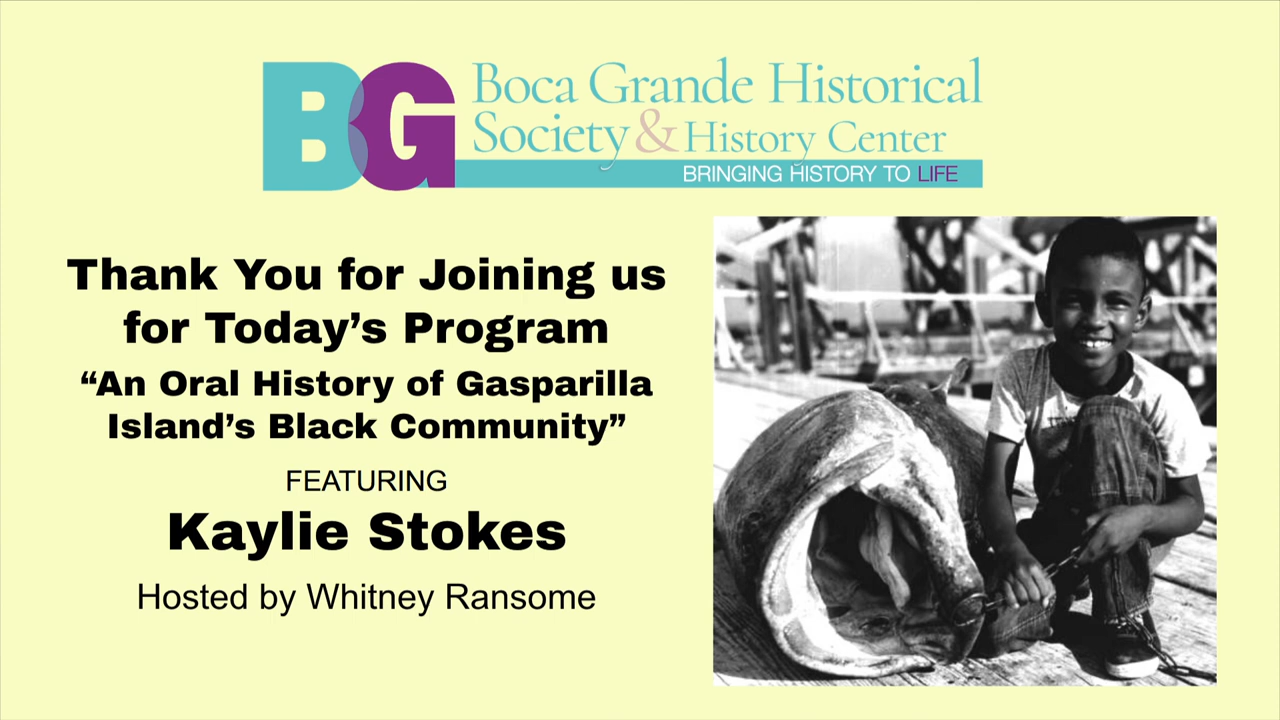 BG
Boca Grande Historical
Society & History Center
BRINGING HISTORY TO LIFE
Thank You for Joining us
for Today’s Program
“An Oral History of Gasparilla
Island’s Black Community”
FEATURING
Kaylie Stokes
Hosted by Whitney Ransome